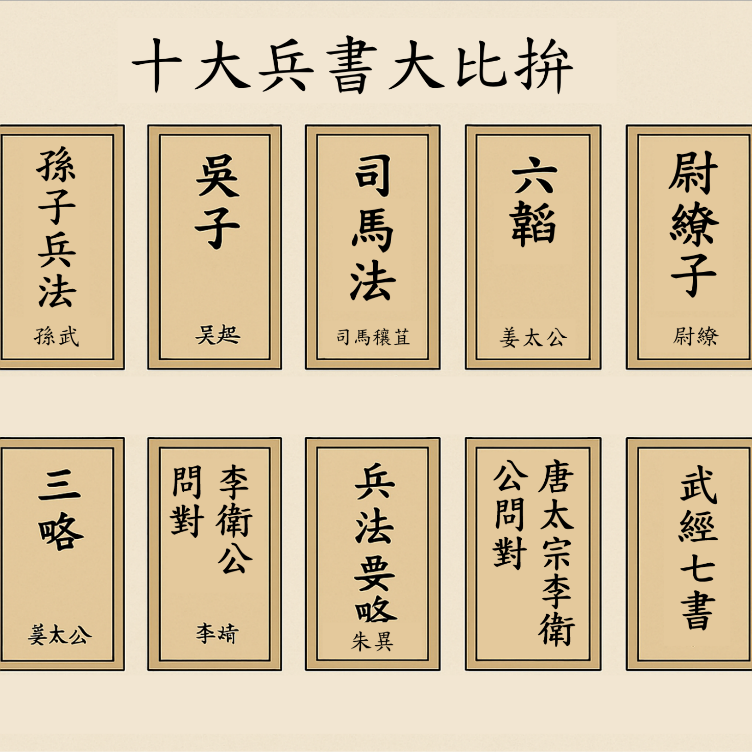 十大兵書大比拚
孫子兵法
孫武
吳子
吴起
司馬法
司馬穰苴
六韜
姜太公
尉繚子
尉繚
三略
姜太公
李衛公
問對
李靖
兵法要略
朱異
唐太宗李衛
公問對
武經七書